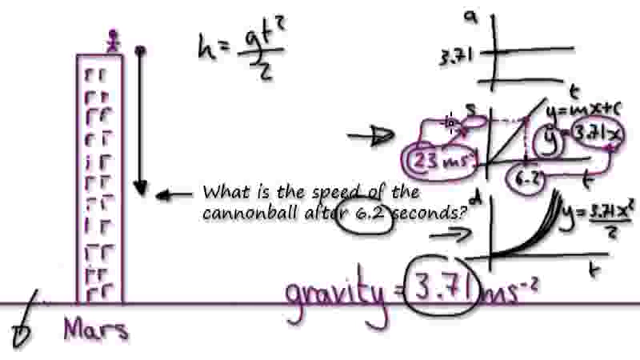 h = gt²/2
a
3.71
t
s
y=mx+c
y = 3.71x
23 ms⁻¹
6.2
t
What is the speed of the
cannonball after 6.2 seconds?
d
y = 3.71x²/2
t
gravity = 3.71 ms⁻²
Mars